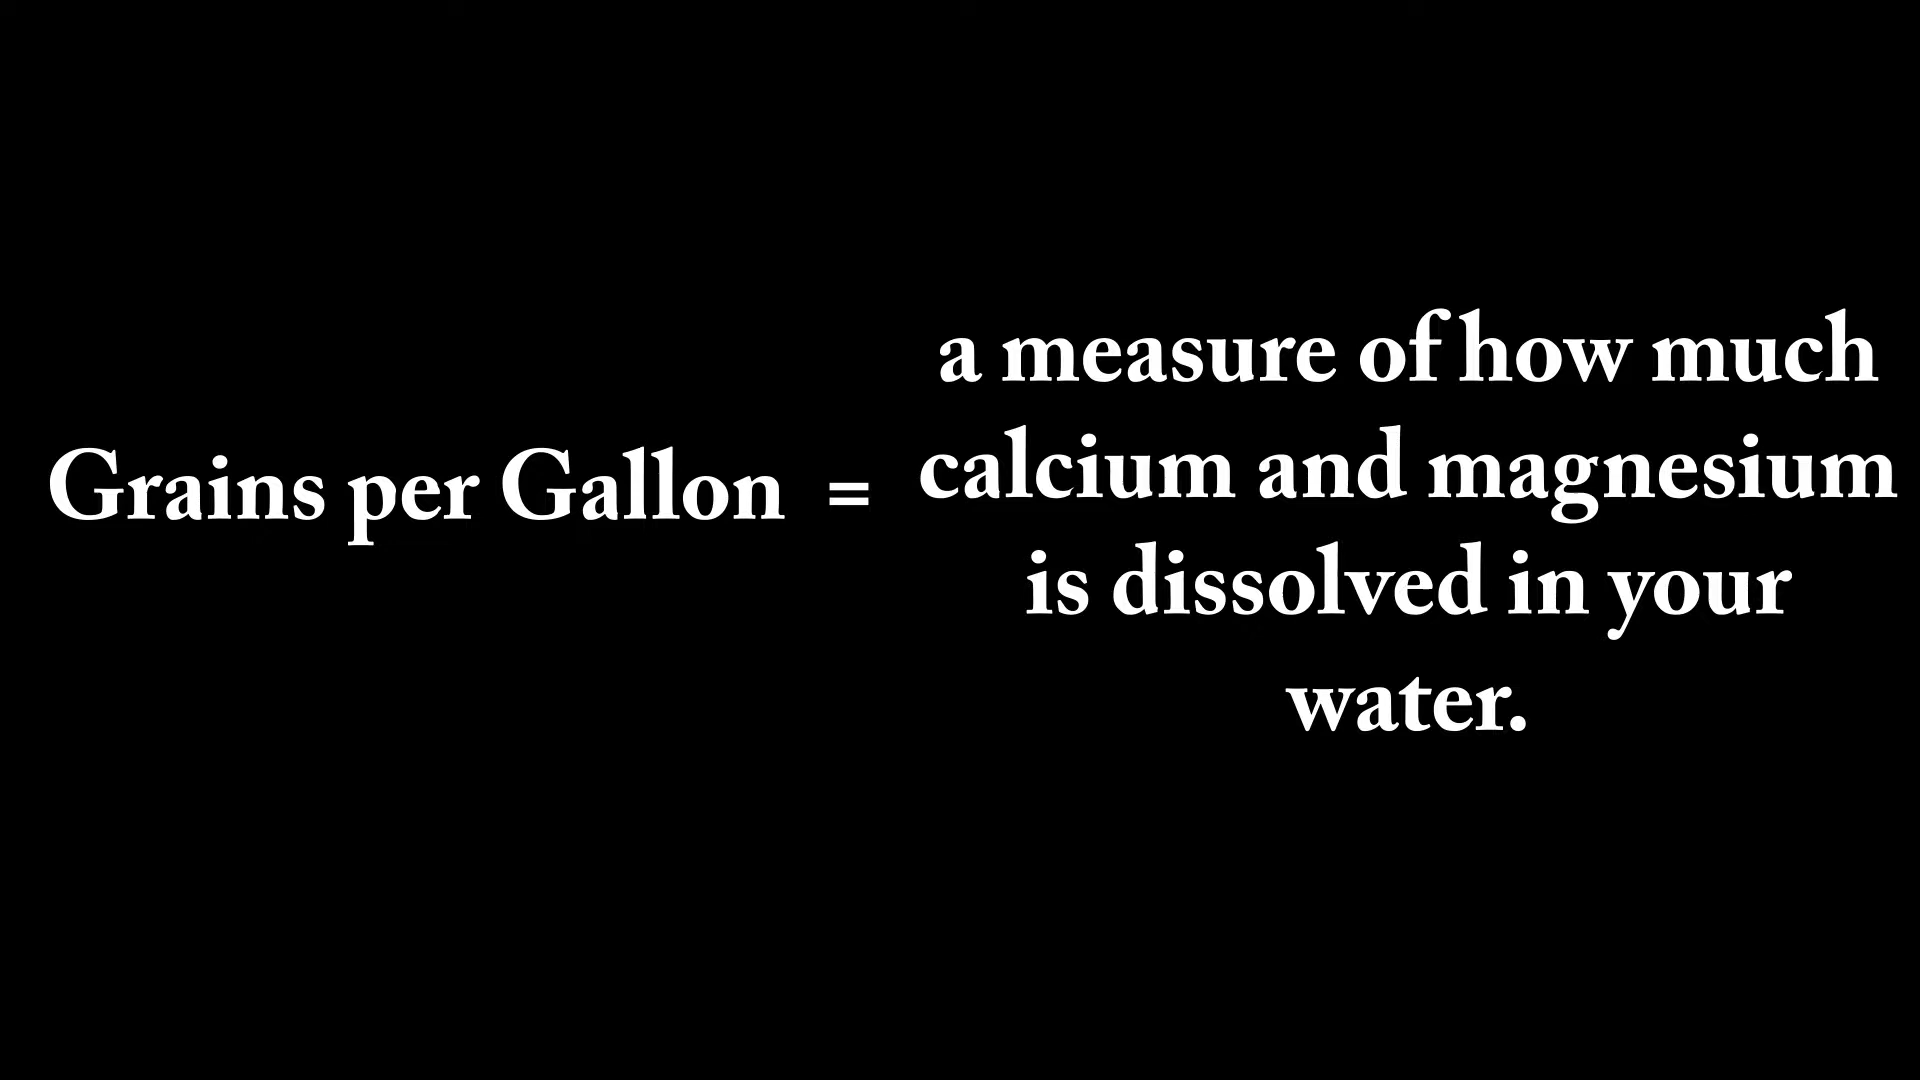 Grains per Gallon =
a measure of how much
calcium and magnesium
is dissolved in your
water.